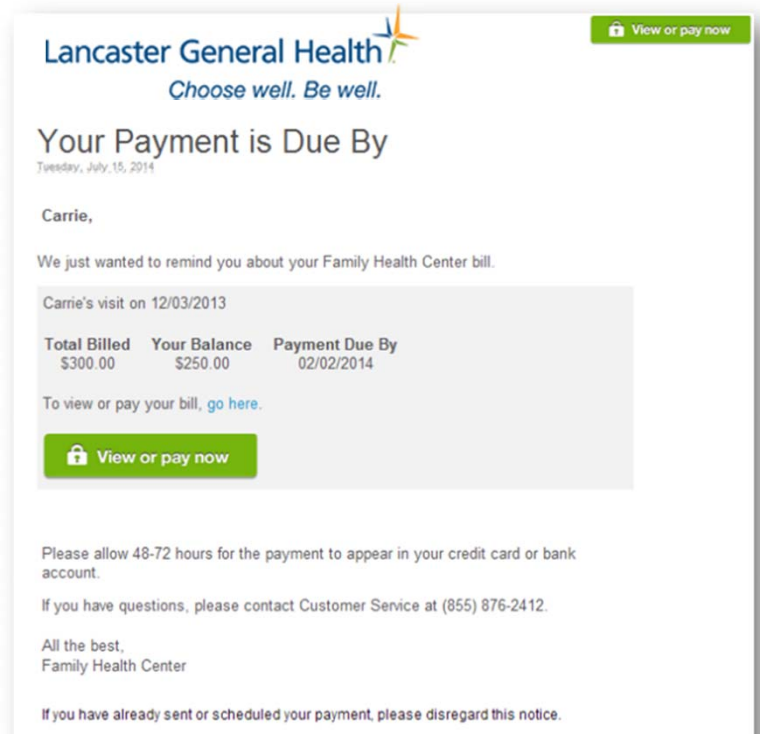 View or pay now
Lancaster General Health
Choose well. Be well.
Your Payment is Due By
Tuesday, July 15, 2014
Carrie,
We just wanted to remind you about your Family Health Center bill.
Carrie's visit on 12/03/2013
Total Billed Your Balance Payment Due By
$300.00 $250.00 02/02/2014
To view or pay your bill, go here.
View or pay now
Please allow 48-72 hours for the payment to appear in your credit card or bank
account.
If you have questions, please contact Customer Service at (855) 876-2412.
All the best,
Family Health Center
If you have already sent or scheduled your payment, please disregard this notice.